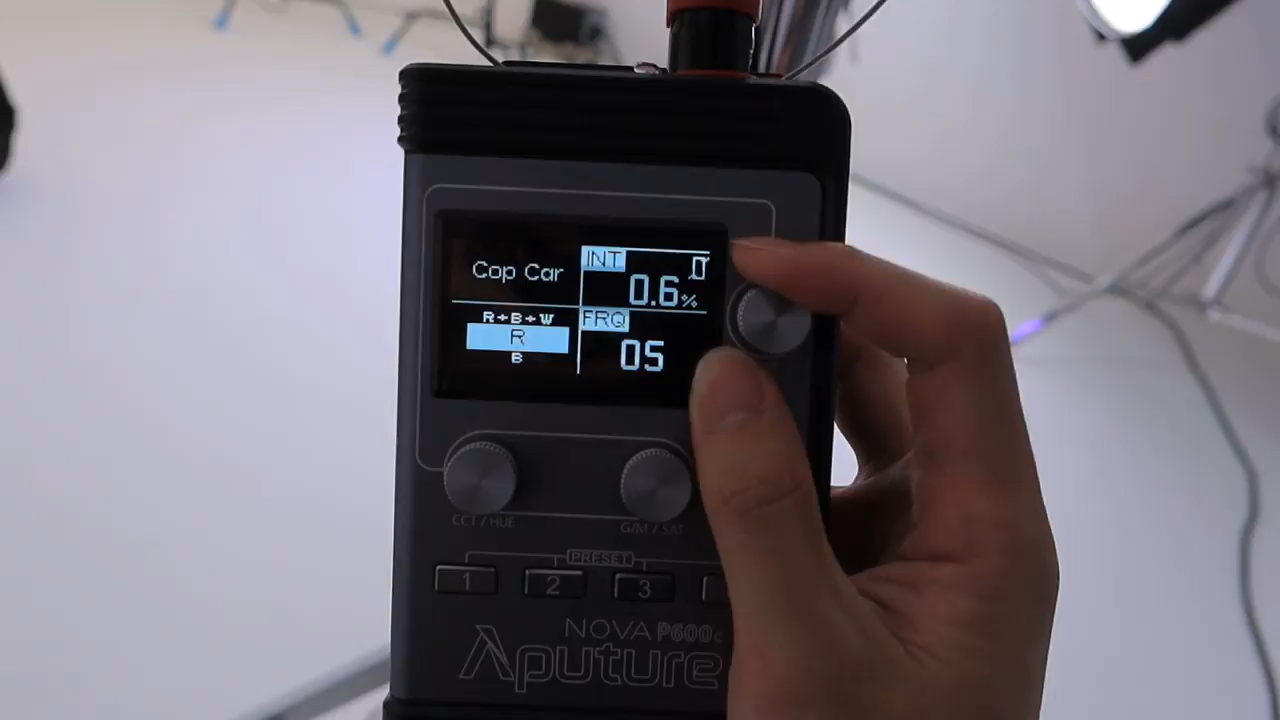 Cop Car
INT
0.6%
R+B+W
R
B
FRQ
05
CCT / HUE
G/M / SAT
PRESET
1 2 3
NOVA P600c
Aputure